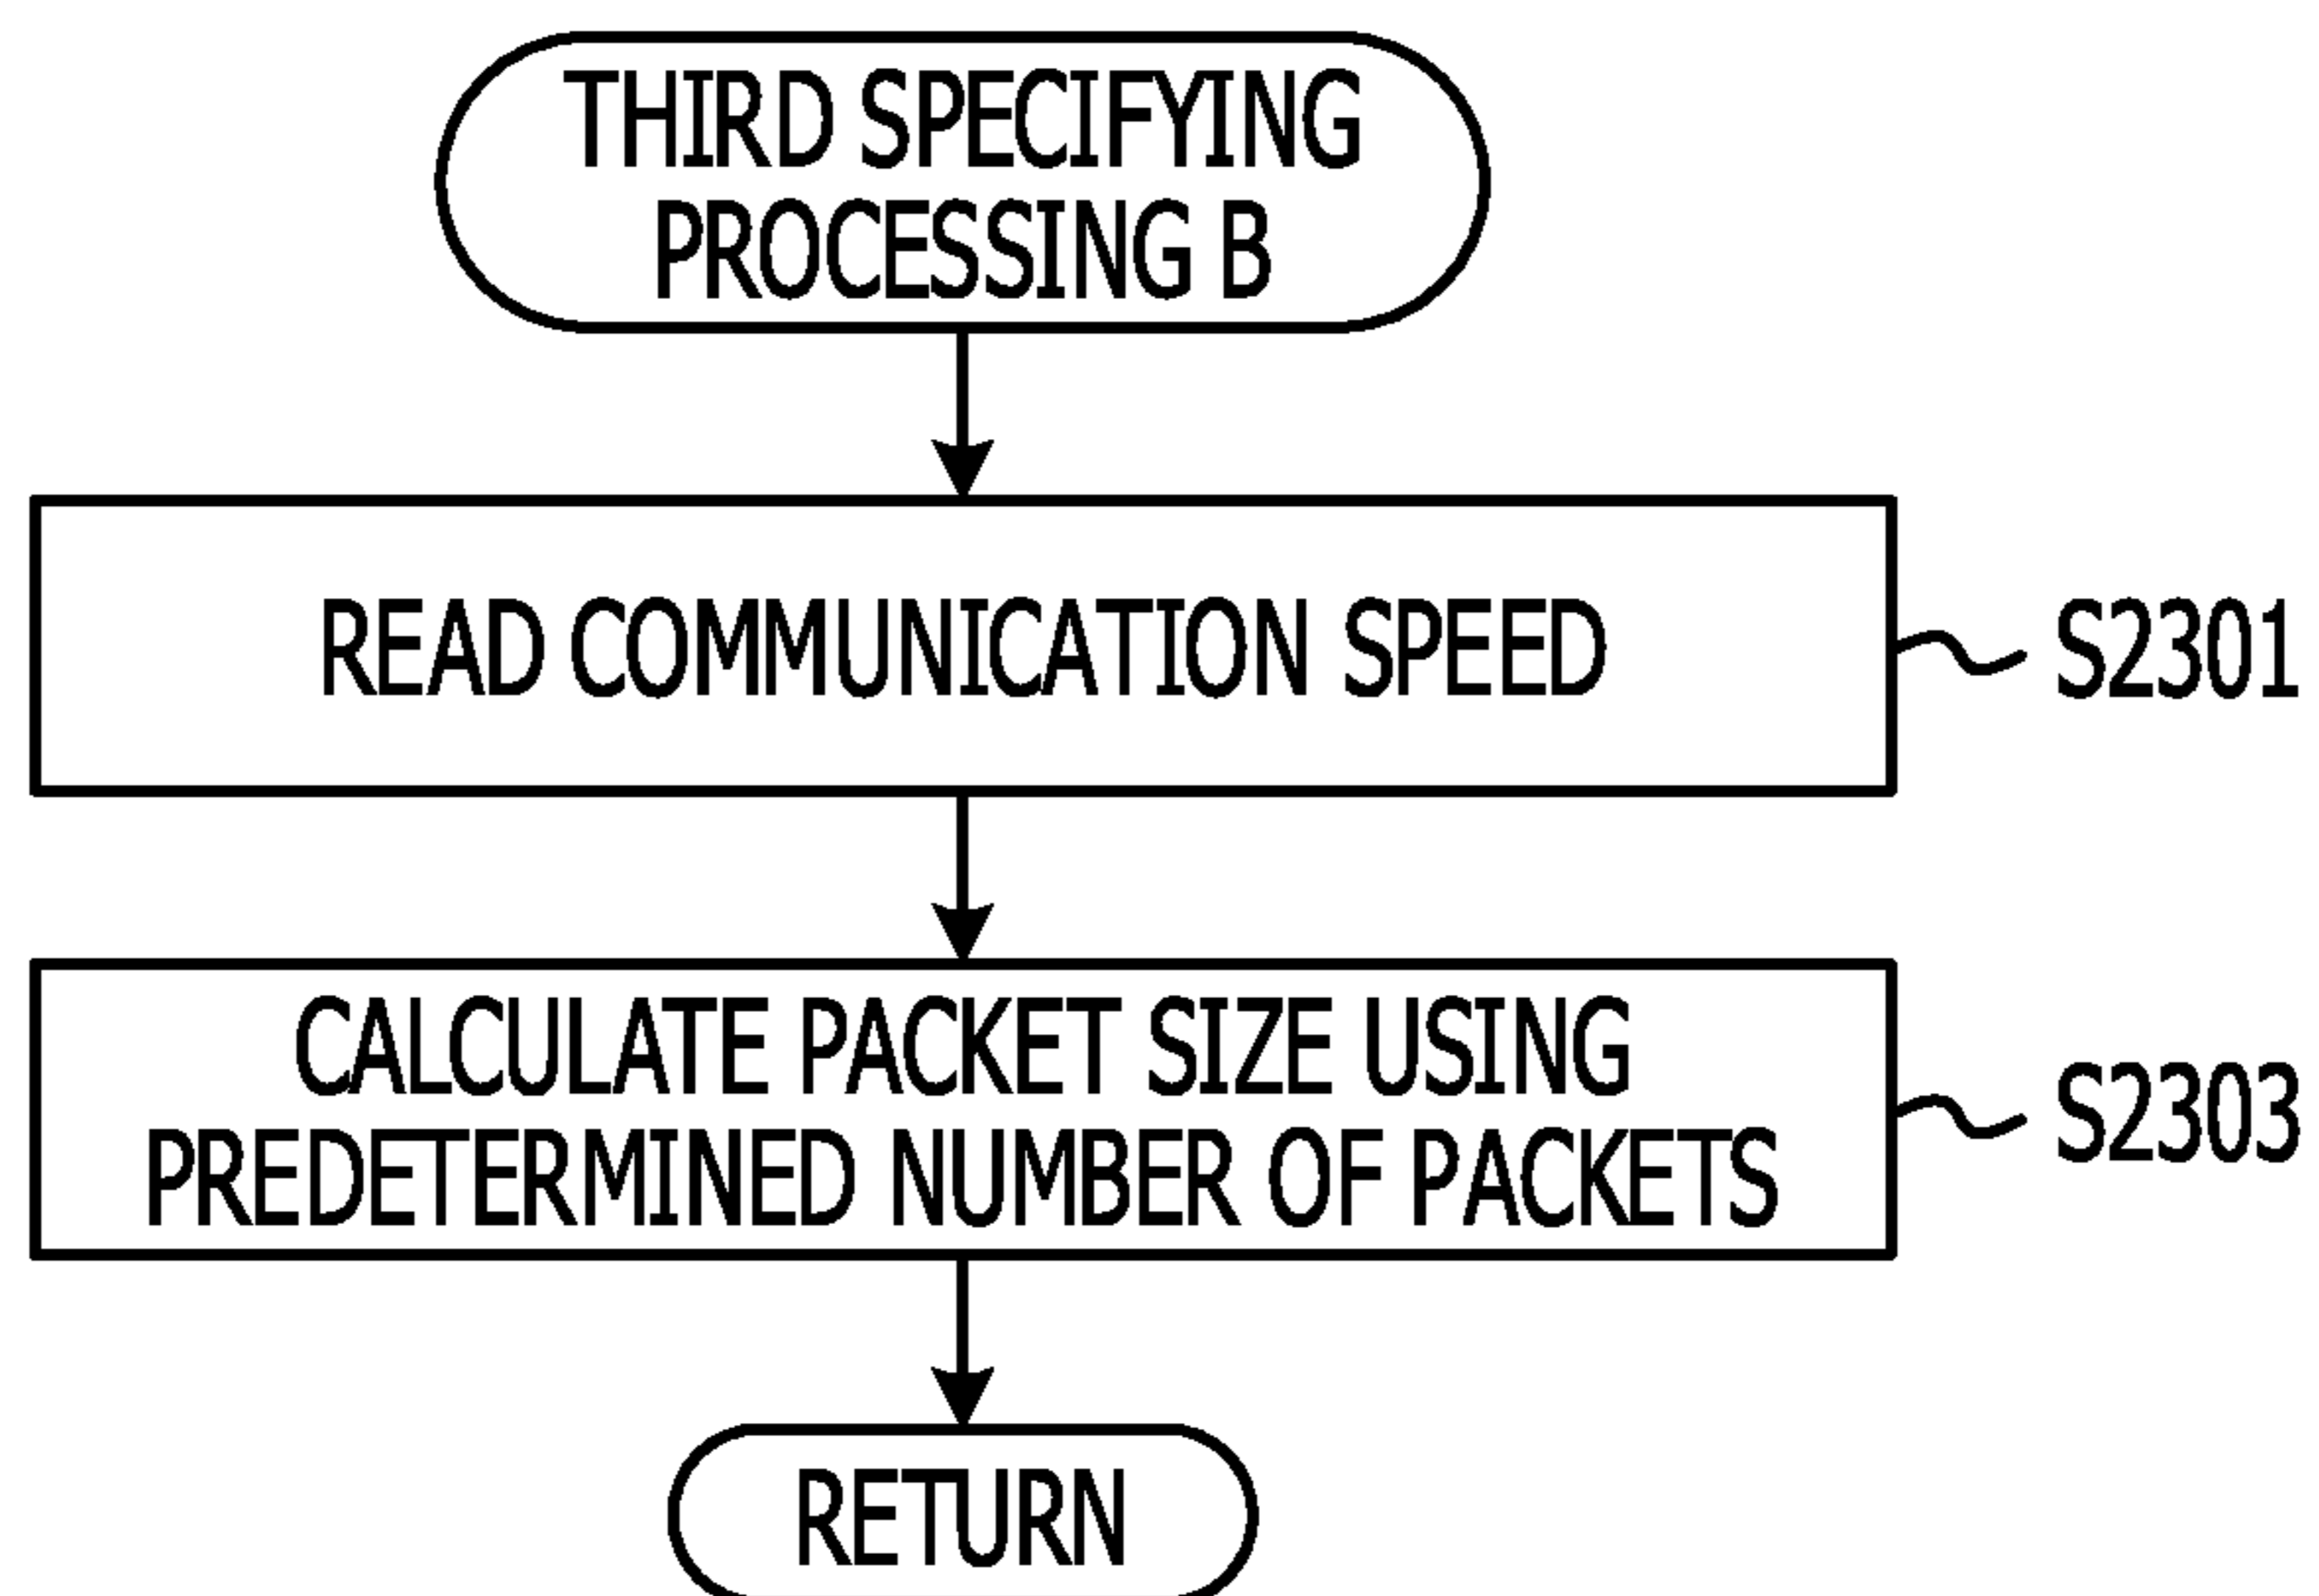 THIRD SPECIFYING
PROCESSING B
READ COMMUNICATION SPEED
S2301
CALCULATE PACKET SIZE USING
PREDETERMINED NUMBER OF PACKETS
S2303
RETURN